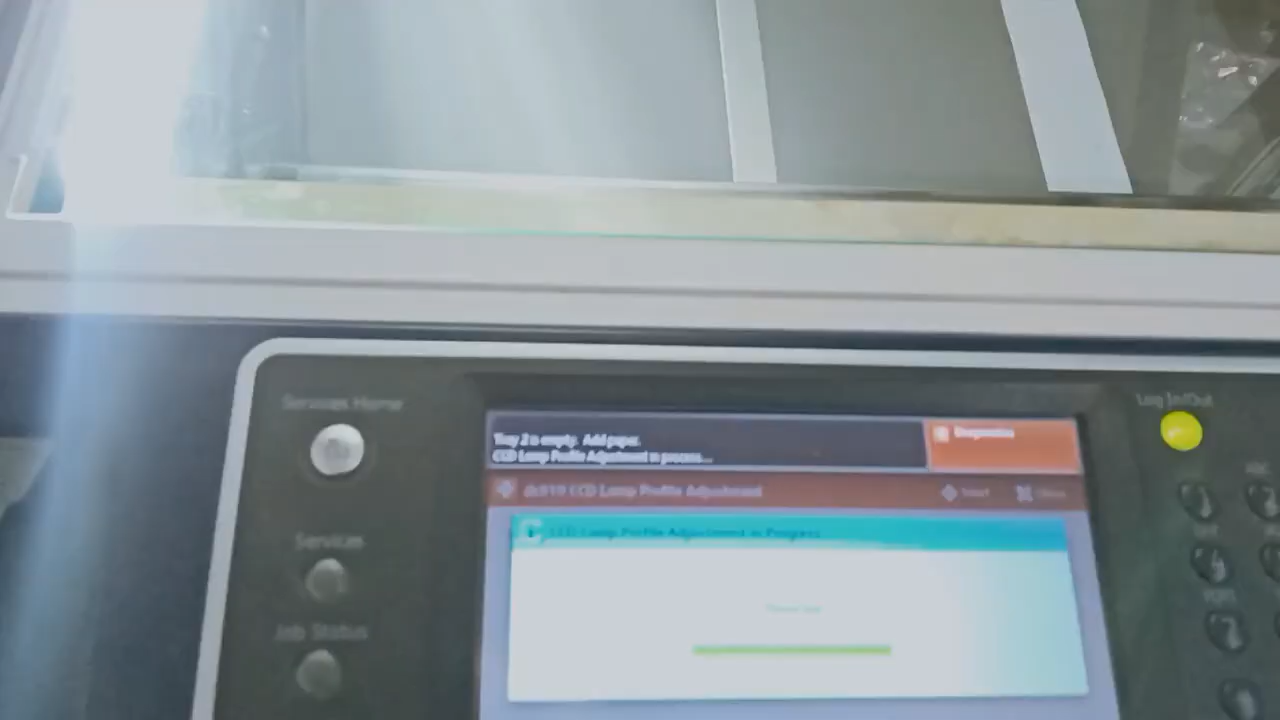 Services Home
Log In/Out
Tray 2 is empty. Add paper.
CCD Lamp Profile Adjustment in process...
Diagnostics
dc919 CCD Lamp Profile Adjustment
Start
Close
CCD Lamp Profile Adjustment in Progress
Services
Job Status